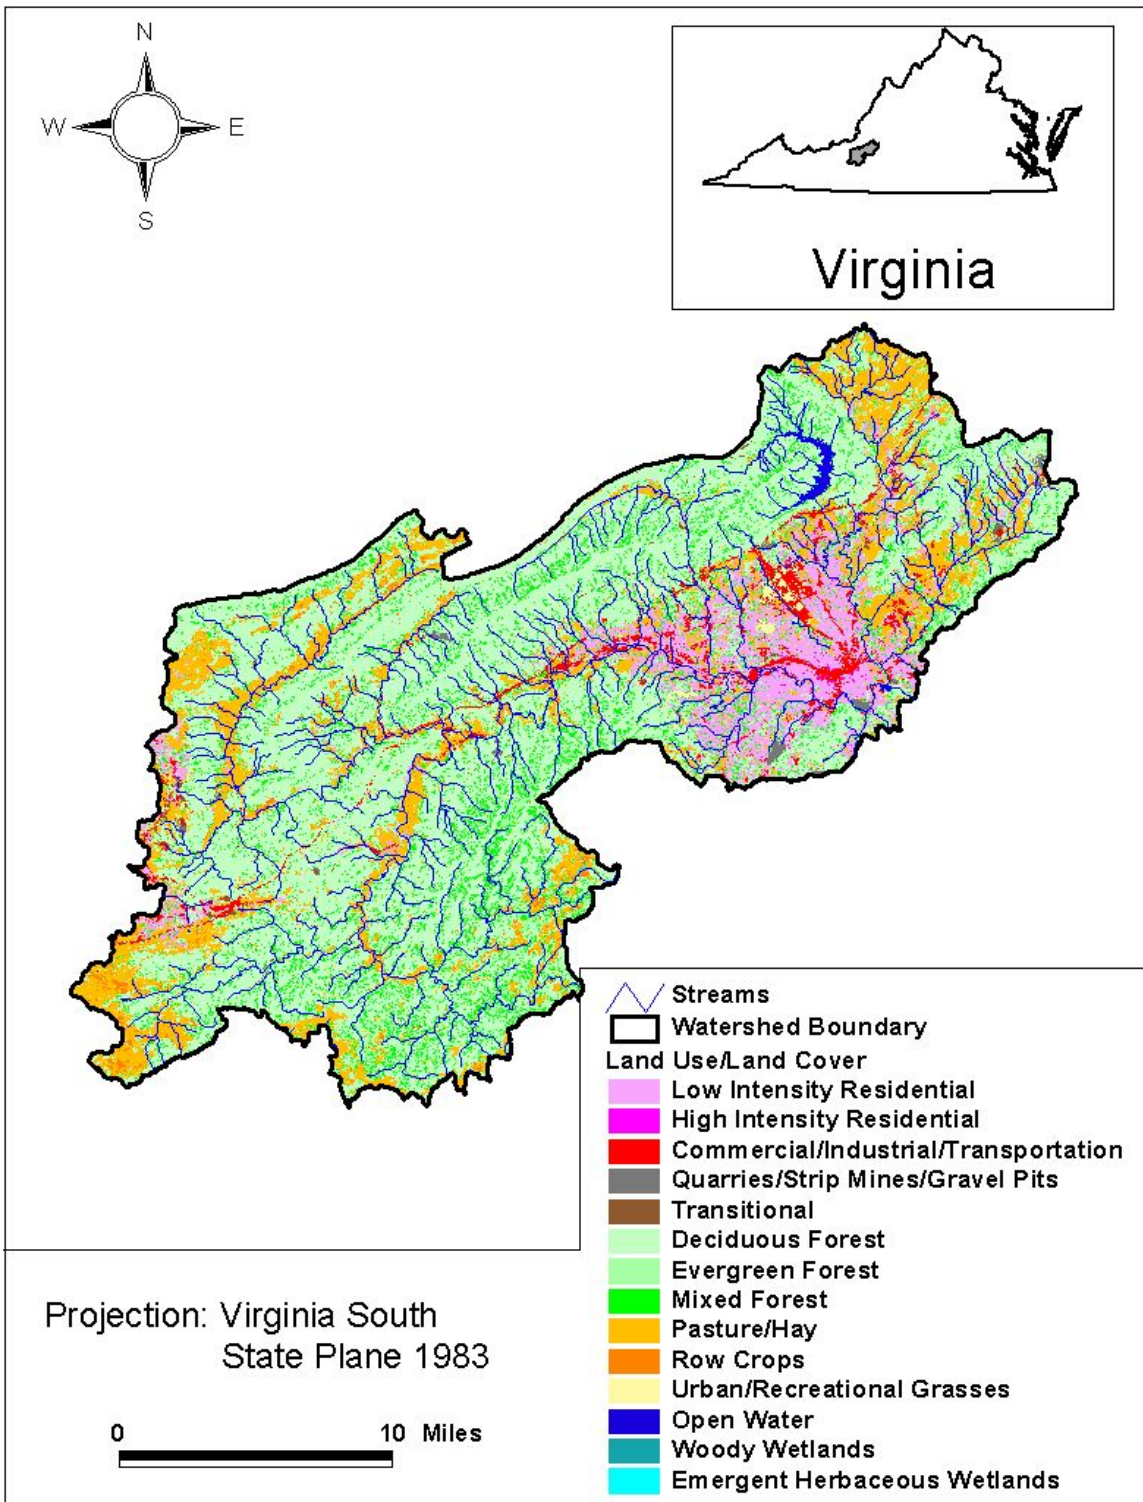 N
W E
S
Virginia
Streams
Watershed Boundary
Land Use/Land Cover
Low Intensity Residential
High Intensity Residential
Commercial/Industrial/Transportation
Quarries/Strip Mines/Gravel Pits
Transitional
Deciduous Forest
Evergreen Forest
Mixed Forest
Pasture/Hay
Row Crops
Urban/Recreational Grasses
Open Water
Woody Wetlands
Emergent Herbaceous Wetlands
Projection: Virginia South
State Plane 1983
0 10 Miles